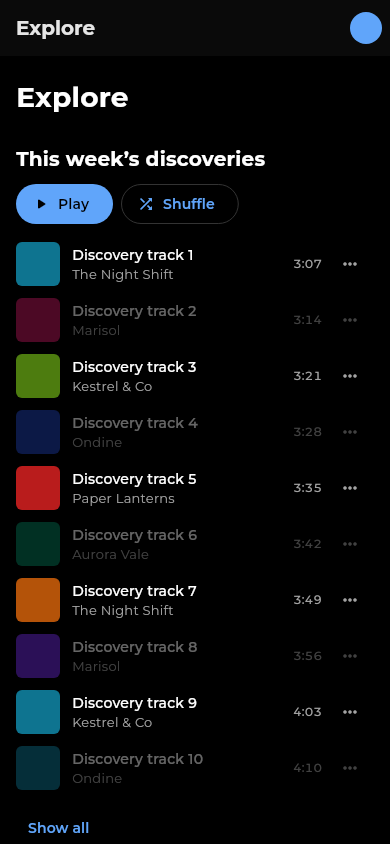 Explore
Explore
This week’s discoveries
Play
Shuffle
Discovery track 1
The Night Shift
3:07
Discovery track 2
Marisol
3:14
Discovery track 3
Kestrel & Co
3:21
Discovery track 4
Ondine
3:28
Discovery track 5
Paper Lanterns
3:35
Discovery track 6
Aurora Vale
3:42
Discovery track 7
The Night Shift
3:49
Discovery track 8
Marisol
3:56
Discovery track 9
Kestrel & Co
4:03
Discovery track 10
Ondine
4:10
Show all